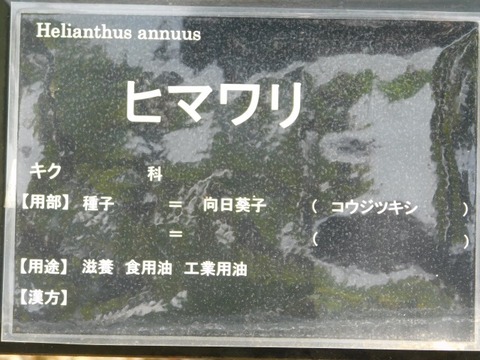 Helianthus annuus
ヒマワリ
キク 科
【用部】 種子 = 向日葵子 ( コウジツキシ )
= ( )
【用途】 滋養 食用油 工業用油
【漢方】